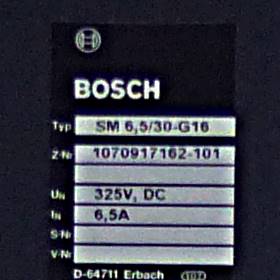 BOSCH
Typ SM 6,5/30-G16
Z-Nr 1070917162-101
UN 325V, DC
IN 6,5A
S-Nr
V-Nr
D-64711 Erbach 107